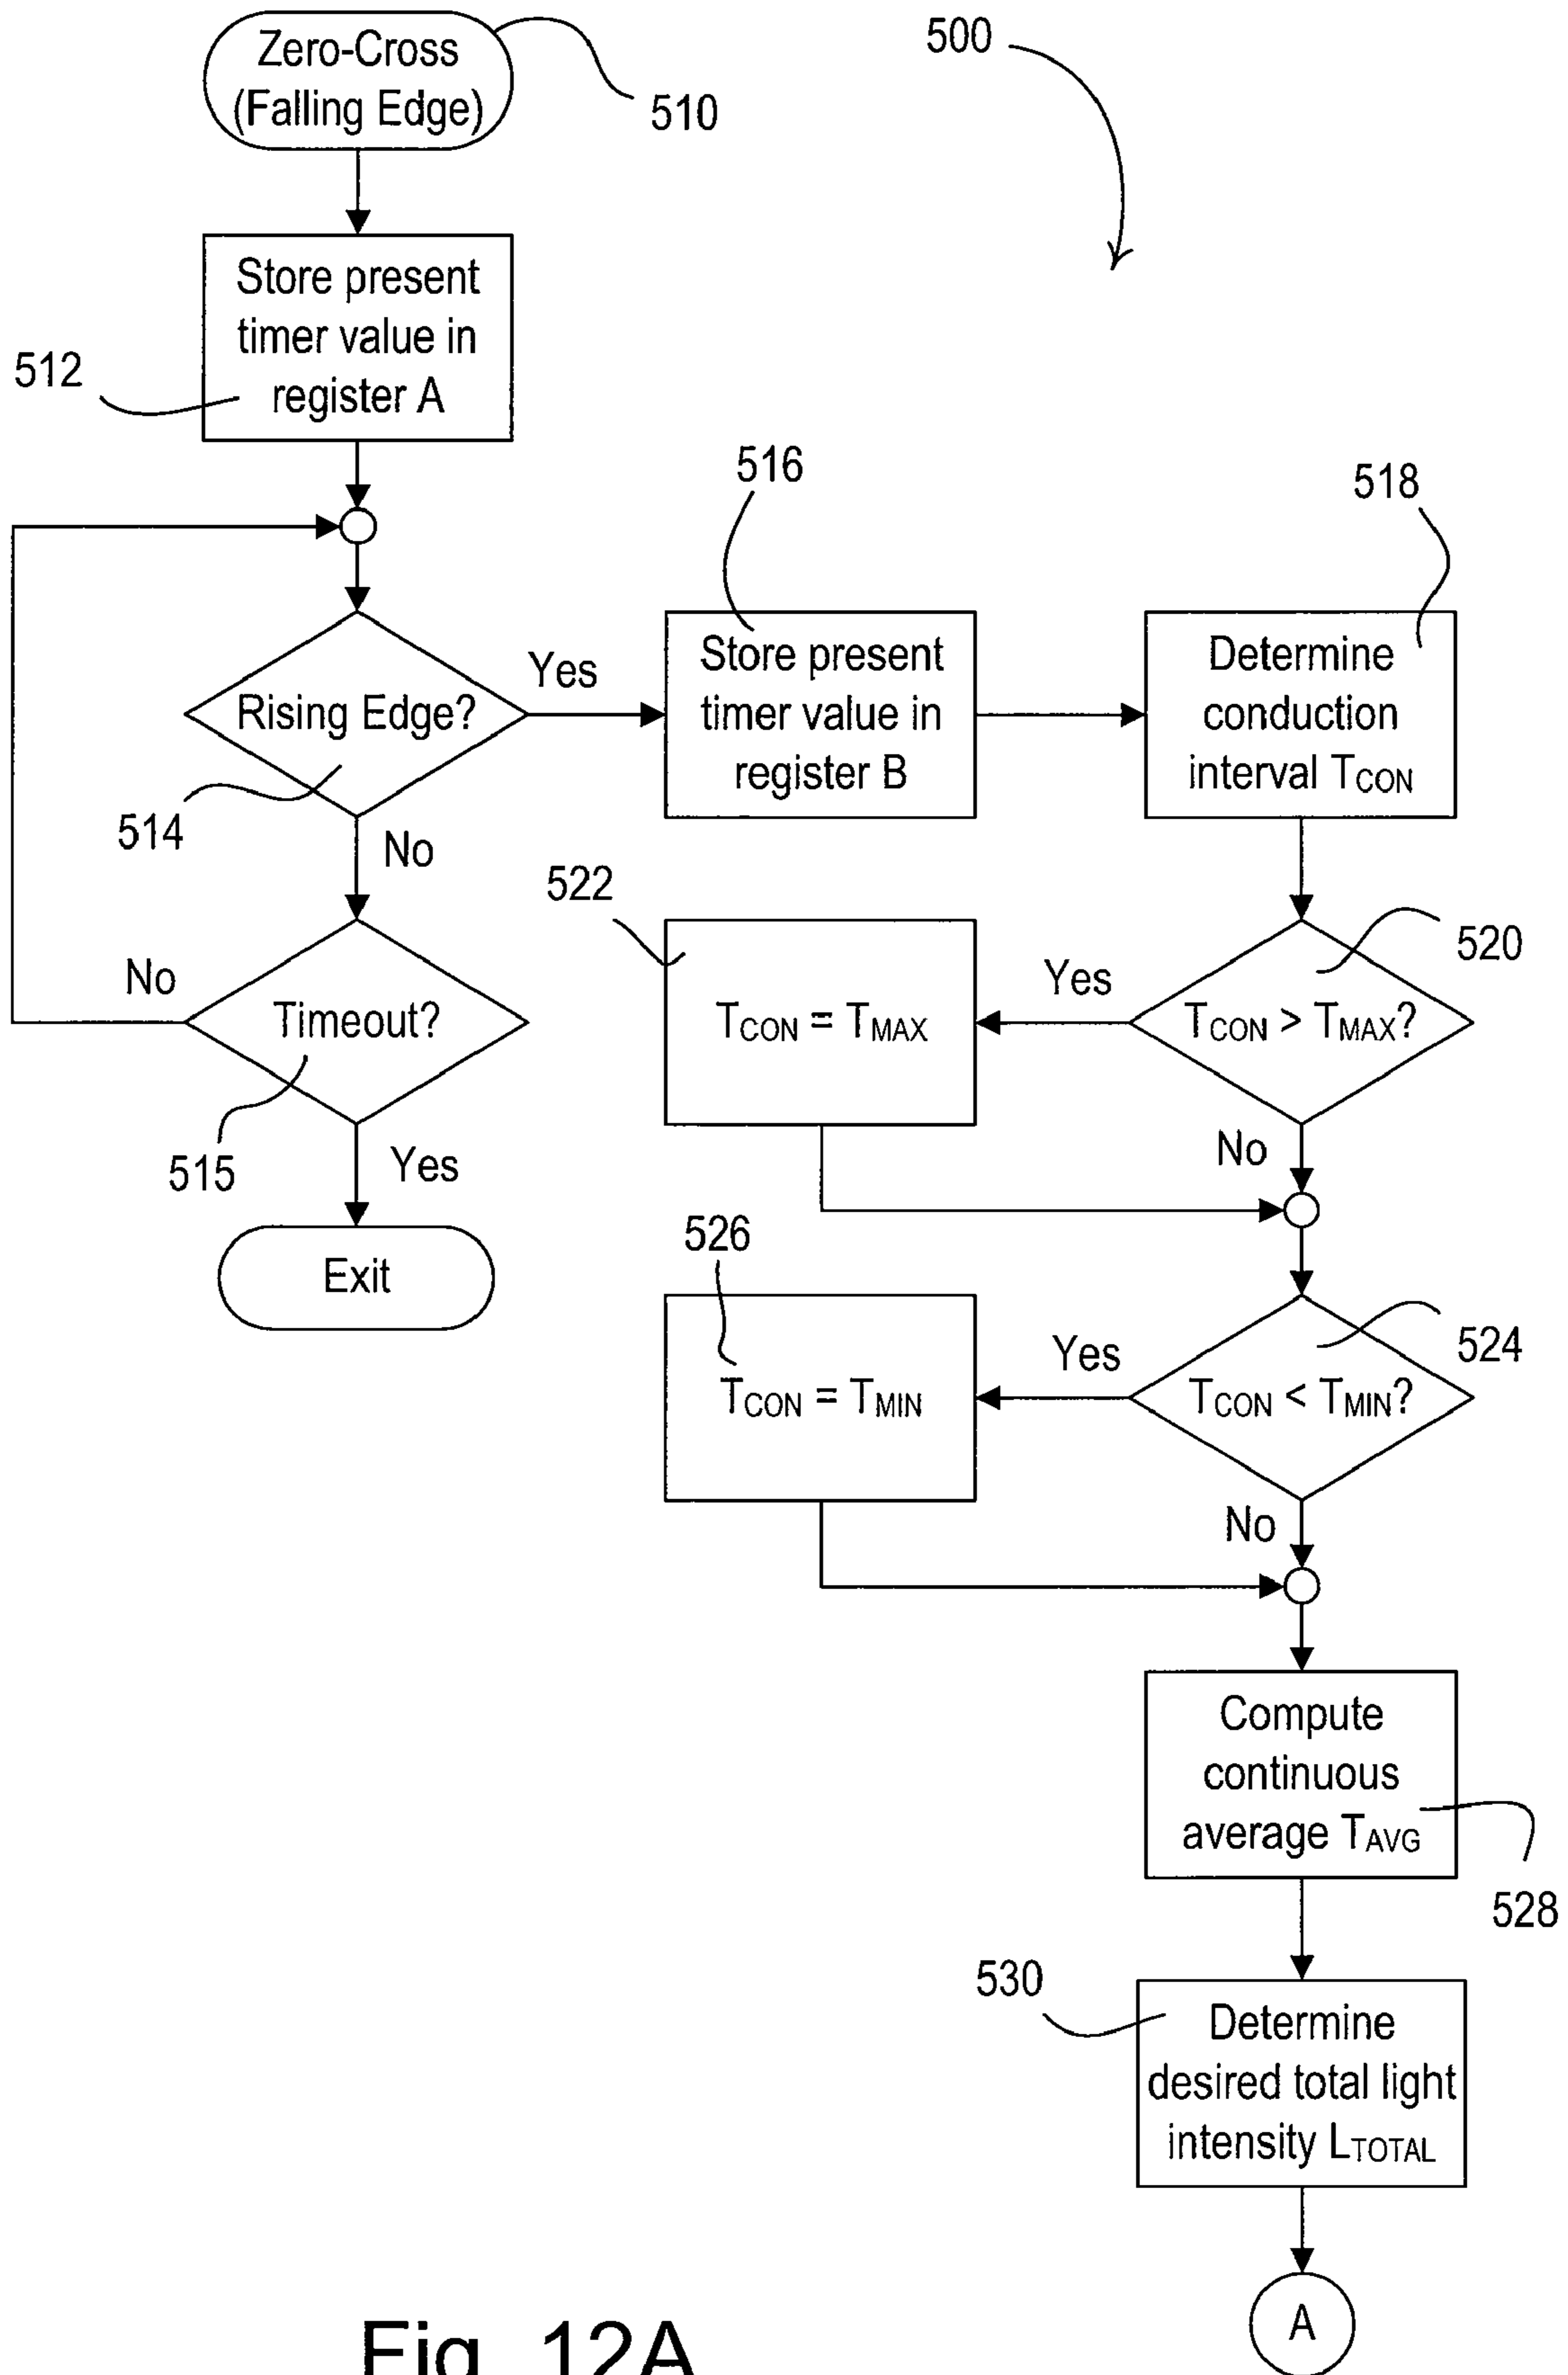 Zero-Cross
(Falling Edge)
510
500
Store present
timer value in
register A
512
516
518
Rising Edge?
Yes
514
No
Store present
timer value in
register B
Determine
conduction
interval TCON
522
520
No
Timeout?
515
Yes
TCON = TMAX
Yes
TCON > TMAX?
No
Exit
526
524
TCON = TMIN
Yes
TCON < TMIN?
No
Compute
continuous
average TAVG
528
530
Determine
desired total light
intensity LTOTAL
A
Fig. 12A